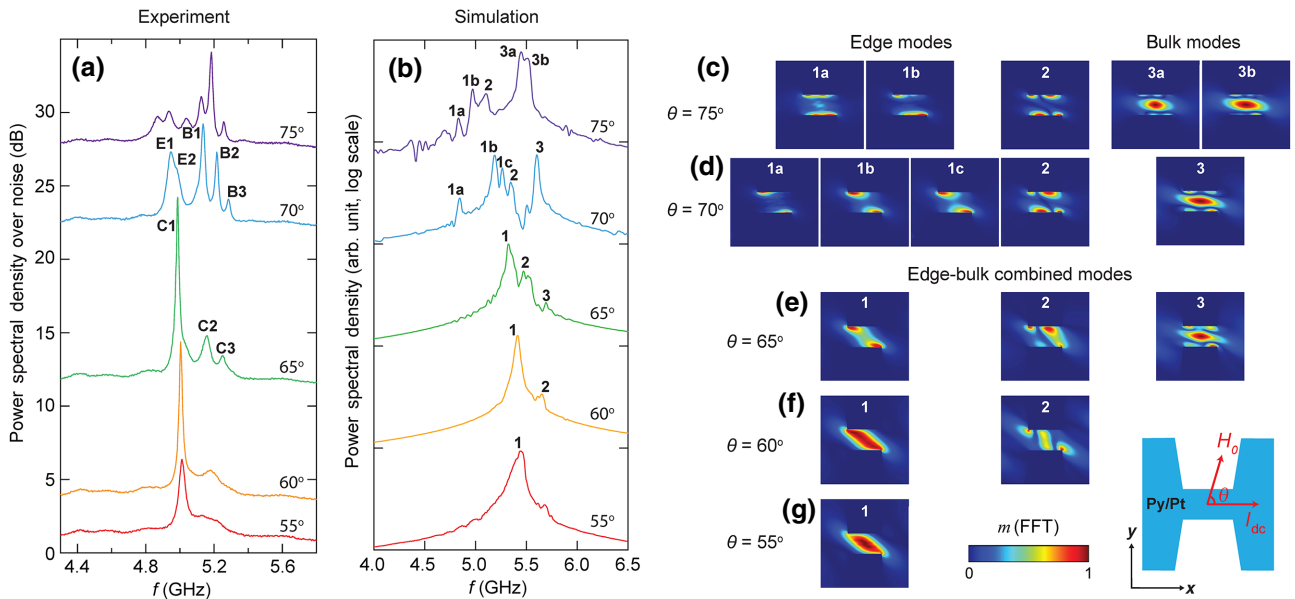 Experiment
(a)
Power spectral density over noise (dB)
30
25
20
15
10
5
0
4.4 4.8 5.2 5.6
f (GHz)
75°
E1
E2
B1
B2
B3
70°
C1
C2
C3
65°
60°
55°
Simulation
(b)
Power spectral density (arb. unit, log scale)
4.0 4.5 5.0 5.5 6.0 6.5
f (GHz)
1a
1b
2
3a
3b
75°
1a
1b
1c
2
3
70°
1
2
3
65°
1
2
60°
1
55°
Edge modes
Bulk modes
(c)
θ = 75°
1a 1b 2 3a 3b
(d)
θ = 70°
1a 1b 1c 2 3
Edge-bulk combined modes
(e)
θ = 65°
1 2 3
(f)
θ = 60°
1 2
(g)
θ = 55°
1
m (FFT)
0 1
H0
θ
Py/Pt
Idc
y
x